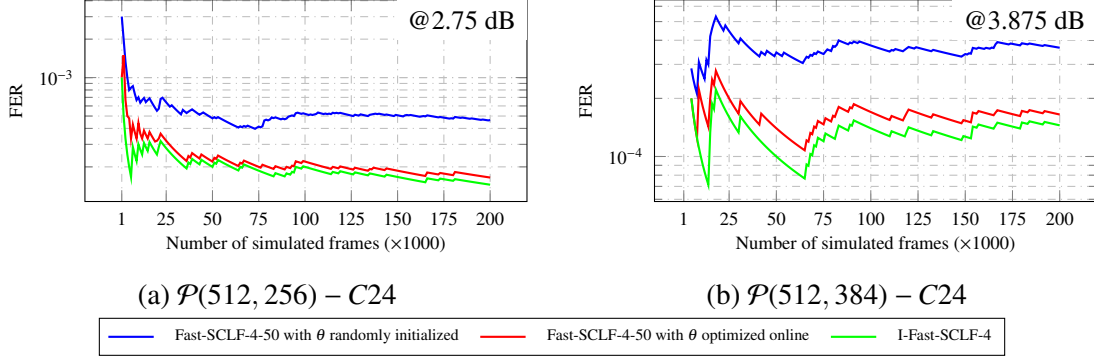 @2.75 dB
FER
10⁻³
1 25 50 75 100 125 150 175 200
Number of simulated frames (×1000)
(a) 𝒫(512, 256) − C24
@3.875 dB
FER
10⁻⁴
1 25 50 75 100 125 150 175 200
Number of simulated frames (×1000)
(b) 𝒫(512, 384) − C24
Fast-SCLF-4-50 with θ randomly initialized Fast-SCLF-4-50 with θ optimized online I-Fast-SCLF-4